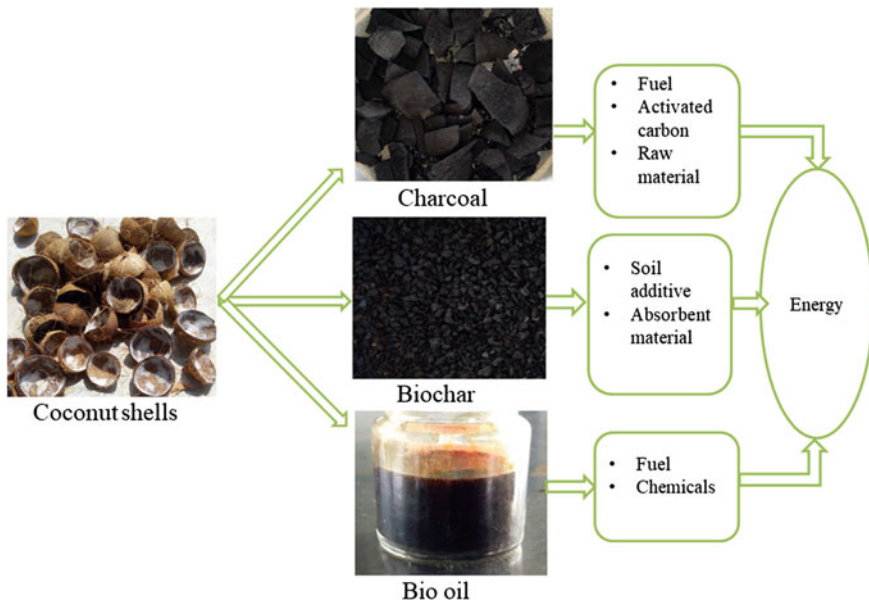 Charcoal
Fuel
Activated
carbon
Raw
material
Coconut shells
Biochar
Soil
additive
Absorbent
material
Energy
Bio oil
Fuel
Chemicals